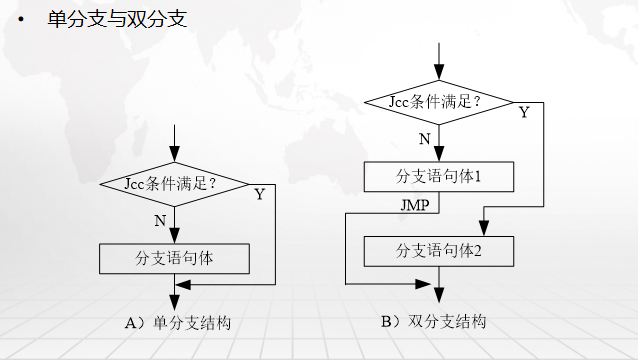 • 单分支与双分支
Jcc条件满足？
Y
N
分支语句体
A）单分支结构
Jcc条件满足？
Y
N
分支语句体1
JMP
分支语句体2
B）双分支结构